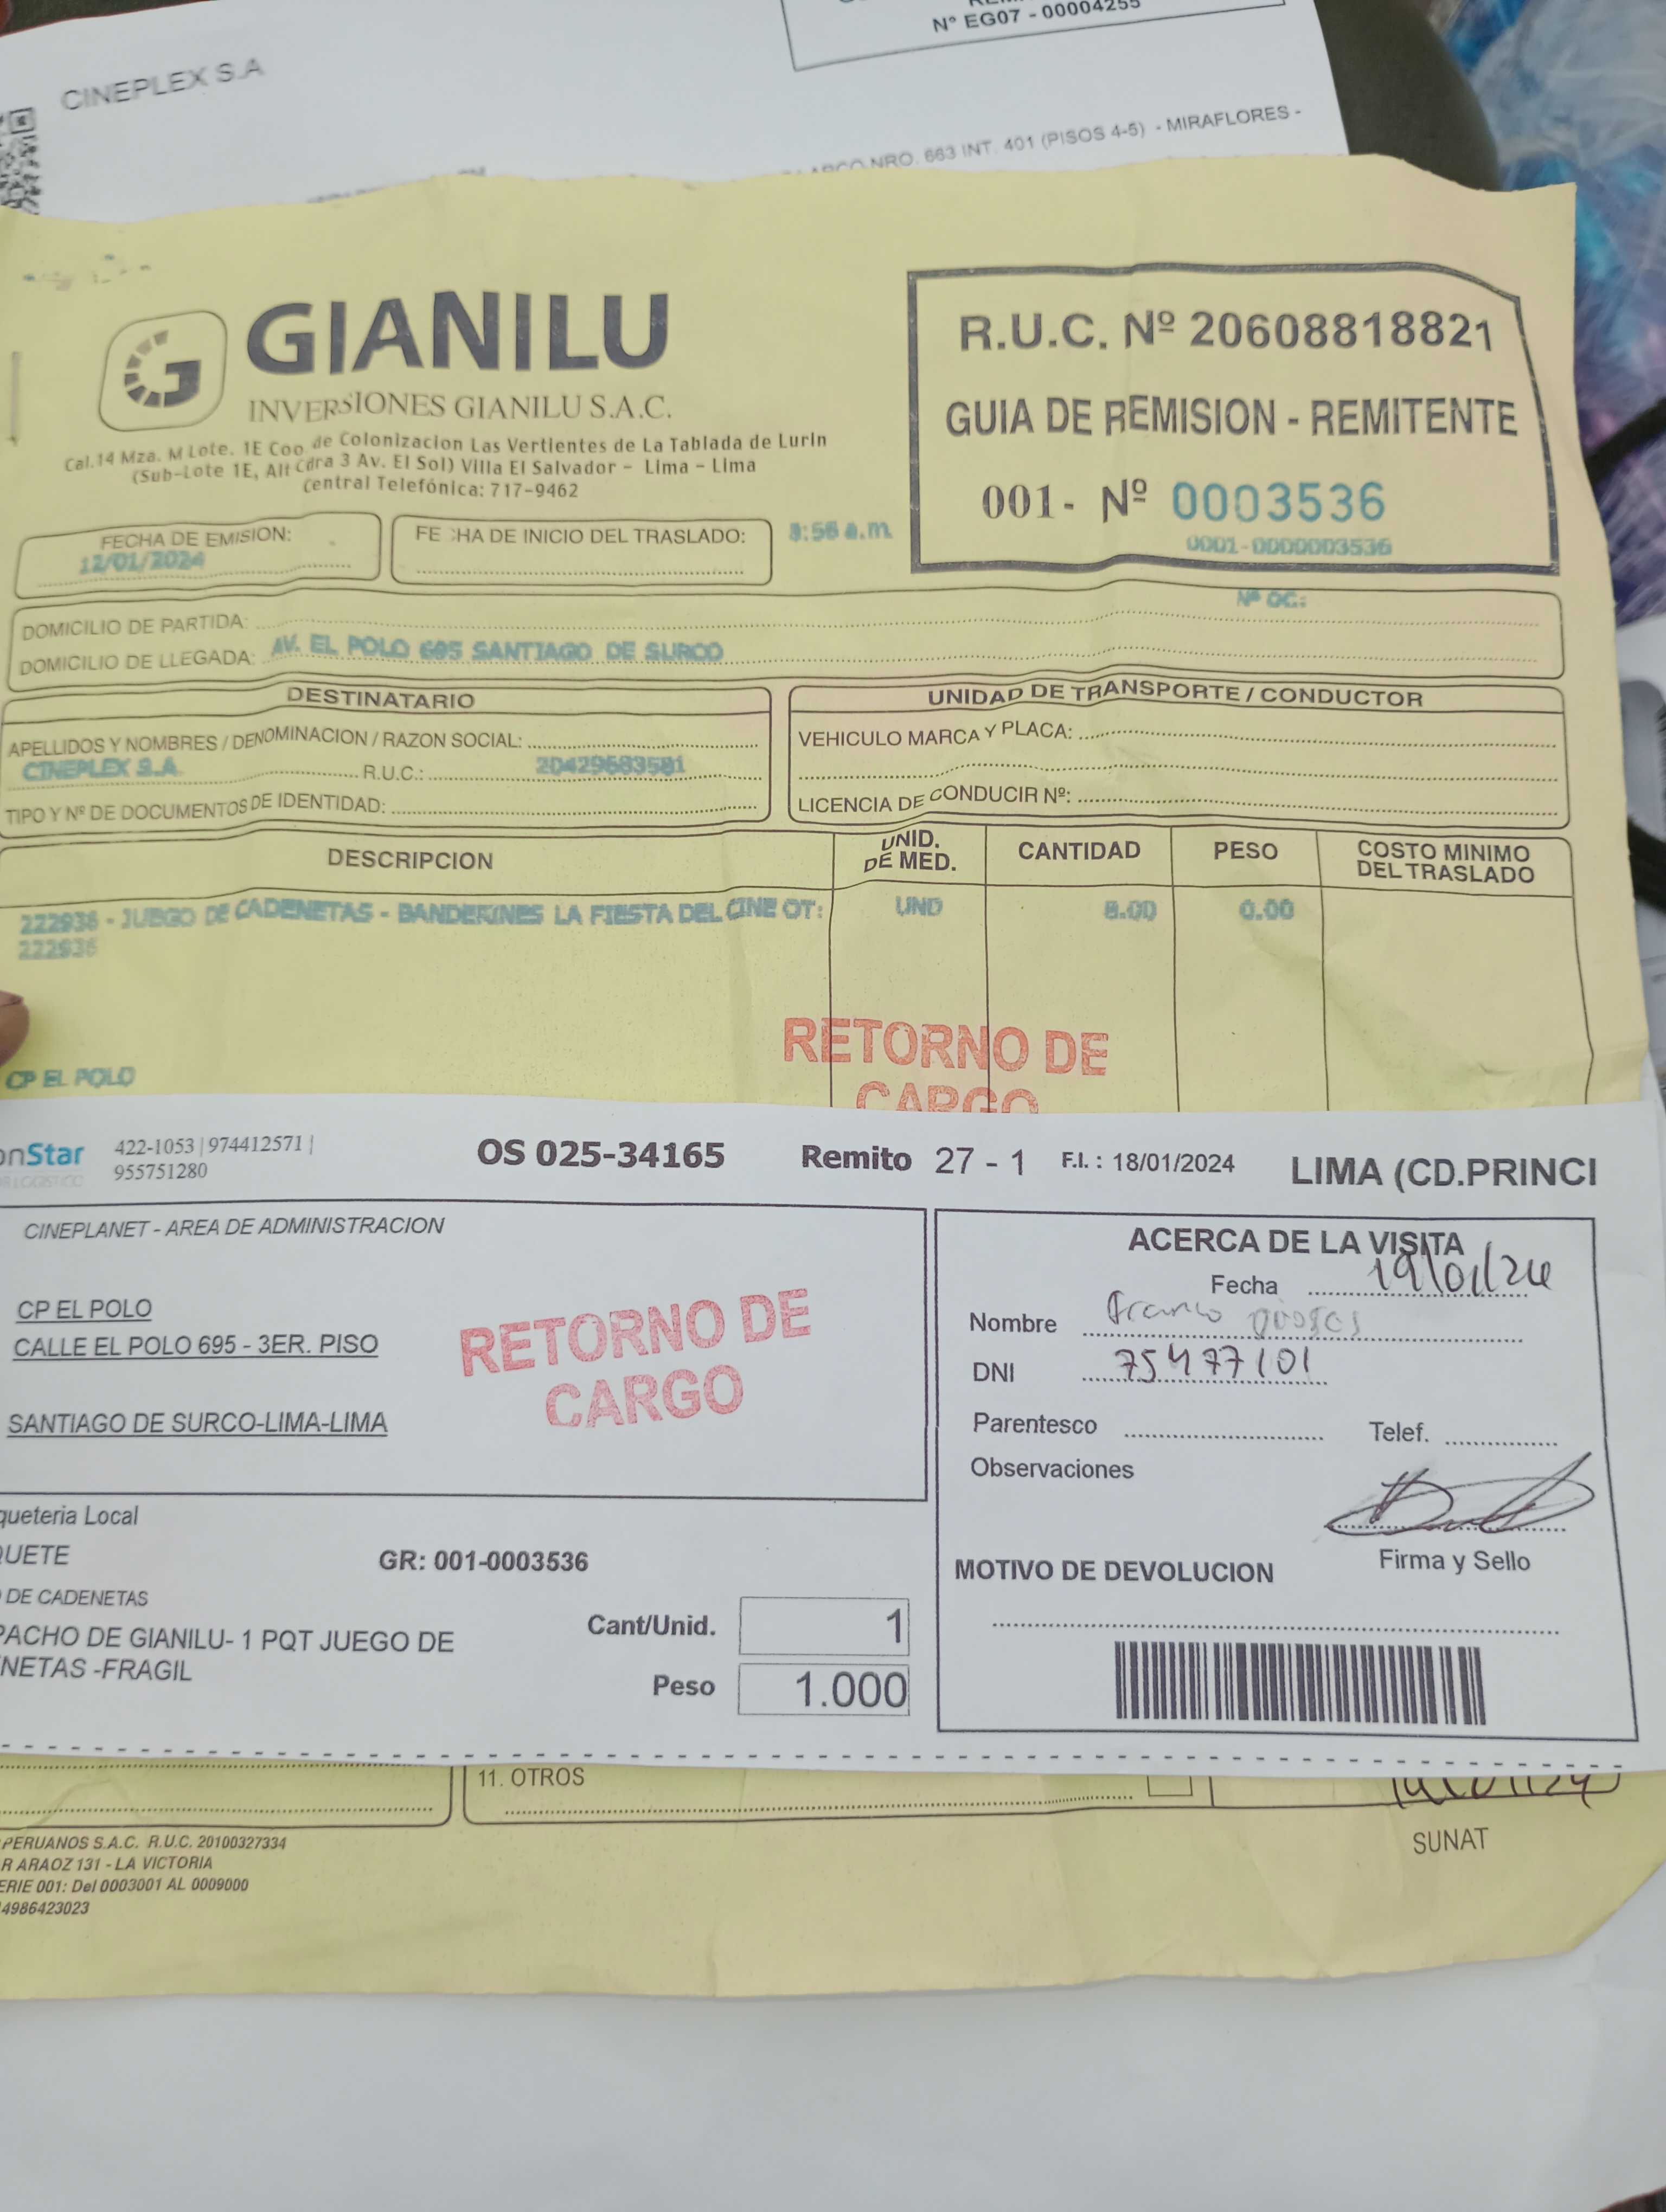 Nº EG07 - 00004255
CINEPLEX S.A
NRO. 663 INT. 401 (PISOS 4-5) - MIRAFLORES -
G
GIANILU
INVERSIONES GIANILU S.A.C.
Cal.14 Mza. M Lote. 1E Coo de Colonizacion Las Vertientes de La Tablada de Lurin
(Sub-Lote 1E, Alt Cdra 3 Av. El Sol) Villa El Salvador - Lima - Lima
Central Telefónica: 717-9462
R.U.C. Nº 20608818821
GUIA DE REMISION - REMITENTE
001- Nº 0003536
0001-0000003536
FECHA DE EMISION:
12/01/2024
FE HA DE INICIO DEL TRASLADO:
:56 a.m.
Nº OC.:
DOMICILIO DE PARTIDA:
DOMICILIO DE LLEGADA: AV. EL POLO 695 SANTIAGO DE SURCO
DESTINATARIO
APELLIDOS Y NOMBRES / DENOMINACION / RAZON SOCIAL:
CINEPLEX S.A. R.U.C.: 20429683581
TIPO Y Nº DE DOCUMENTOS DE IDENTIDAD:
UNIDAD DE TRANSPORTE / CONDUCTOR
VEHICULO MARCA Y PLACA:
LICENCIA DE CONDUCIR Nº:
DESCRIPCION
UNID. DE MED.
CANTIDAD
PESO
COSTO MINIMO DEL TRASLADO
222936 - JUEGO DE CADENETAS - BANDERINES LA FIESTA DEL CINE OT: UND 8.00 0.00
222936
RETORNO DE
CARGO
CP EL POLO
onStar
422-1053 | 974412571 |
955751280
OS 025-34165
Remito 27 - 1
F.I. : 18/01/2024
LIMA (CD.PRINCI
CINEPLANET - AREA DE ADMINISTRACION
CP EL POLO
CALLE EL POLO 695 - 3ER. PISO
SANTIAGO DE SURCO-LIMA-LIMA
RETORNO DE
CARGO
ACERCA DE LA VISITA
Fecha 19/01/24
Nombre Franco
DNI 75477101
Parentesco Telef.
Observaciones
Firma y Sello
MOTIVO DE DEVOLUCION
queteria Local
QUETE
GR: 001-0003536
DE CADENETAS
PACHO DE GIANILU- 1 PQT JUEGO DE
NETAS -FRAGIL
Cant/Unid. 1
Peso 1.000
11. OTROS
SUNAT
PERUANOS S.A.C. R.U.C. 20100327334
R ARAOZ 131 - LA VICTORIA
ERIE 001: Del 0003001 AL 0009000
4986423023